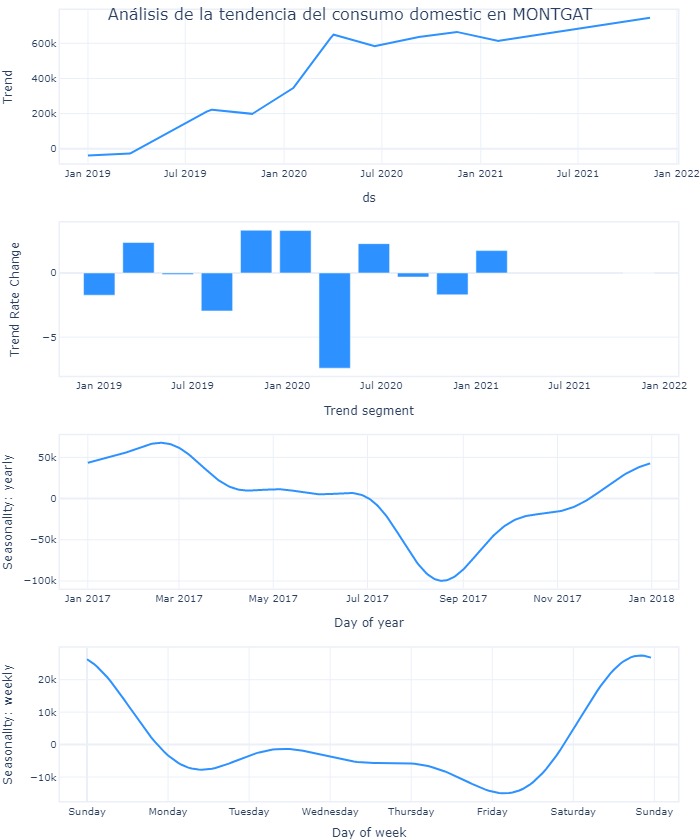 Análisis de la tendencia del consumo domestic en MONTGAT
Trend
600k
400k
200k
0
Jan 2019 Jul 2019 Jan 2020 Jul 2020 Jan 2021 Jul 2021 Jan 2022
ds
Trend Rate Change
0
−5
Jan 2019 Jul 2019 Jan 2020 Jul 2020 Jan 2021 Jul 2021 Jan 2022
Trend segment
Seasonality: yearly
50k
0
−50k
−100k
Jan 2017 Mar 2017 May 2017 Jul 2017 Sep 2017 Nov 2017 Jan 2018
Day of year
Seasonality: weekly
20k
10k
0
−10k
Sunday Monday Tuesday Wednesday Thursday Friday Saturday Sunday
Day of week